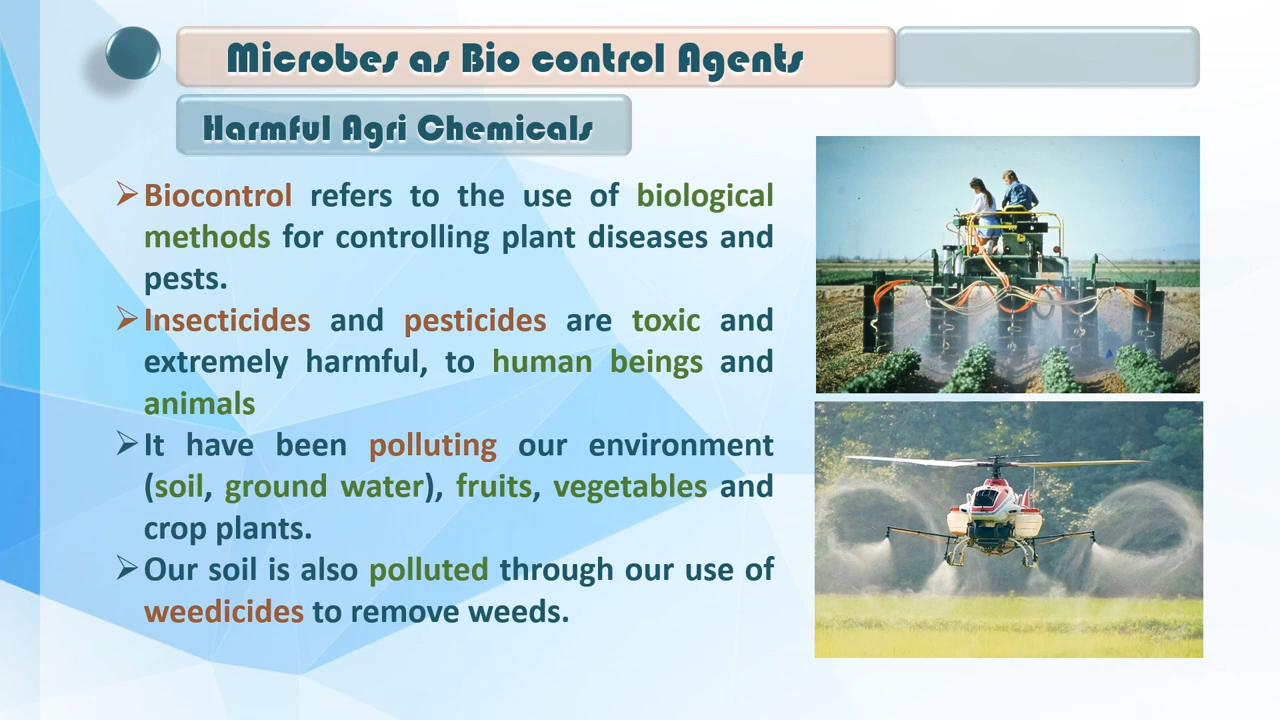 Microbes as Bio control Agents
Harmful Agri Chemicals
➢Biocontrol refers to the use of biological
methods for controlling plant diseases and
pests.
➢Insecticides and pesticides are toxic and
extremely harmful, to human beings and
animals
➢It have been polluting our environment
(soil, ground water), fruits, vegetables and
crop plants.
➢Our soil is also polluted through our use of
weedicides to remove weeds.